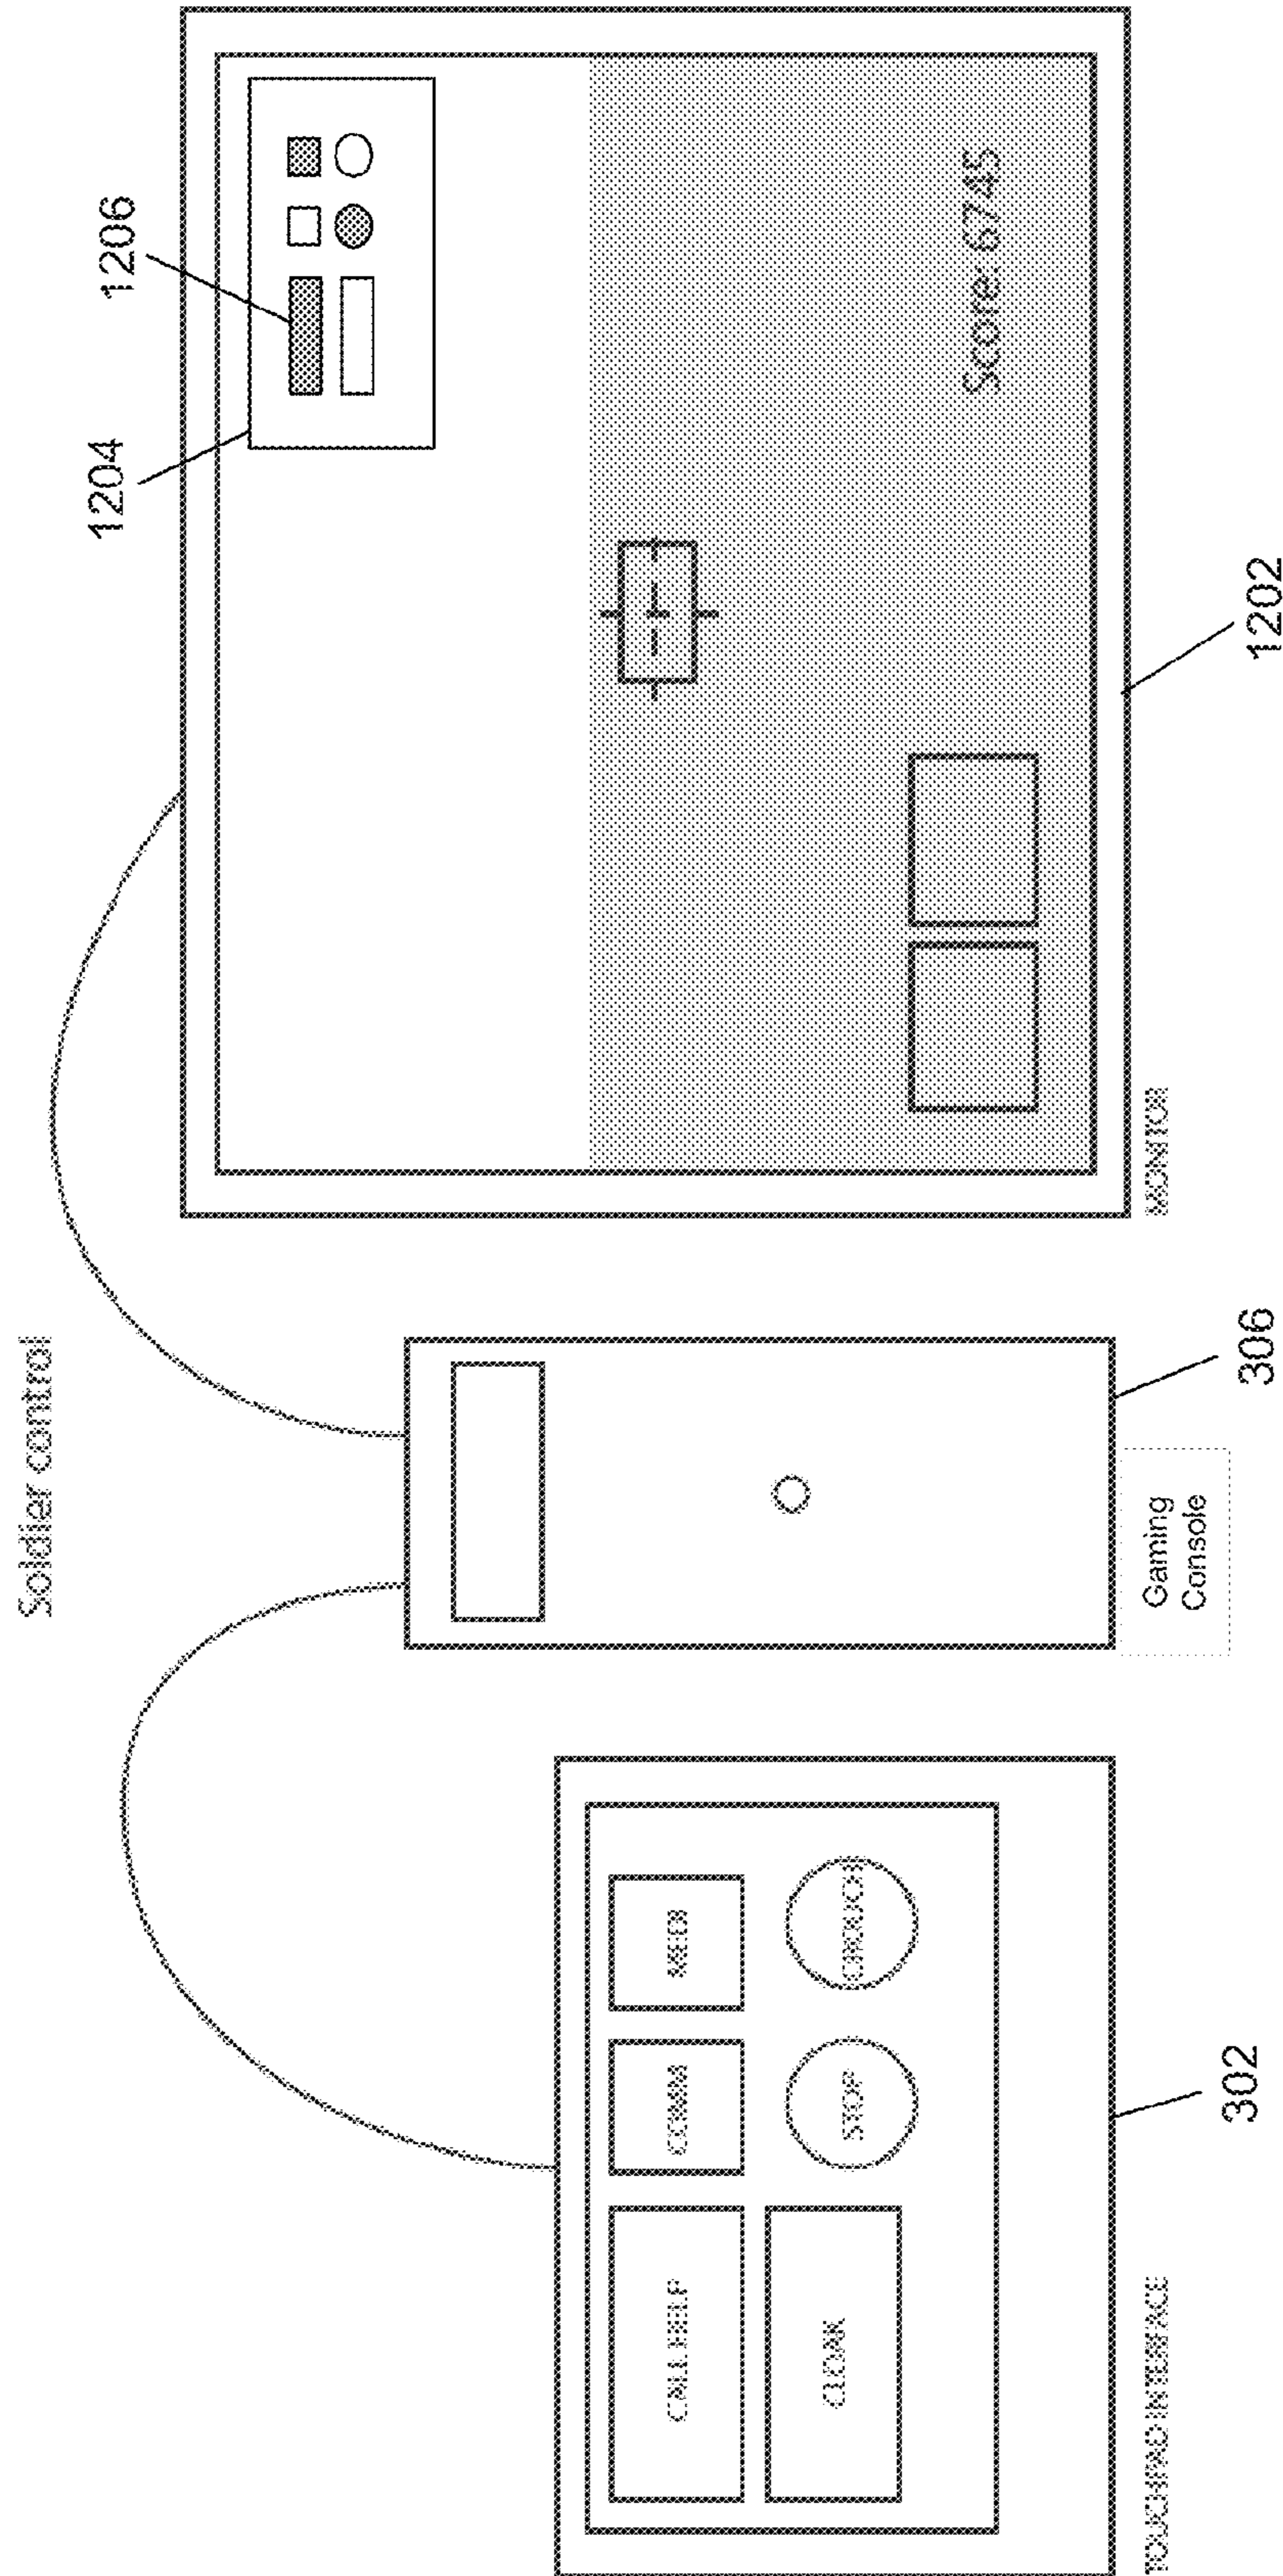 Soldier control
CALL HELP
COMM
MEDI
CLOAK
STOP
CROUCH
302
TOUCHPAD INTERFACE
306
Gaming
Console
1204
1206
Score: 6745
1202
MONITOR